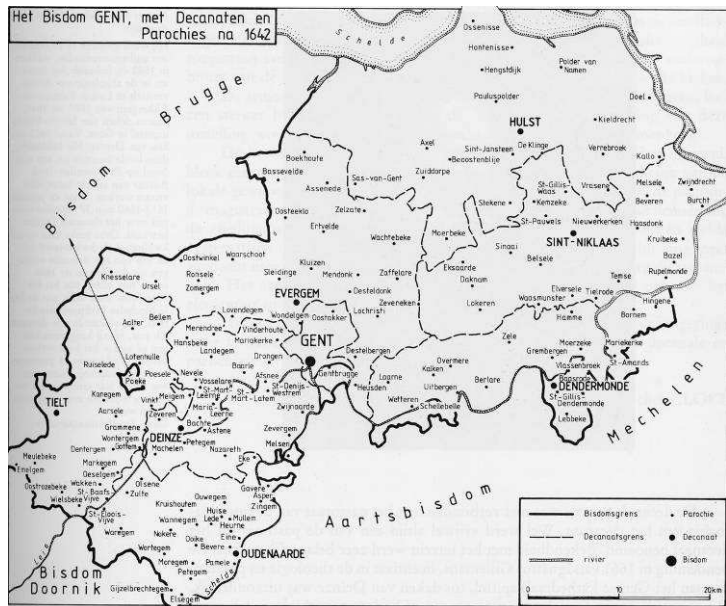 Het Bisdom GENT, met Decanaten en
Parochies na 1642
Schelde
Ossenisse
Hontenisse
Hengstdijk
Polder van
Namen
Pauluspolder
Doel
HULST
Kieldrecht
Axel
Sint-Jansteen
De Klinge
Verrebroek
Kallo
Zuiddorpe
Bisdom Brugge
Boekhoute
Bassevelde
Assenede
Sas-van-Gent
Stekene
St-Gillis-
Waas
Kemzeke
Vrasene
Melsele
Zwijndrecht
Beveren
Burcht
Oosteeklo
Zelzate
St-Pauwels
Nieuwerkerken
Haasdonk
Ertvelde
Wachtebeke
Moerbeke
SINT-NIKLAAS
Kruibeke
Sinaai
Belsele
Bazel
Rupelmonde
Oostwinkel
Waarschoot
Kluizen
Eksaarde
Daknam
Temse
Knesselare
Ursel
Ronsele
Zomergem
Sleidinge
Mendonk
Zaffelare
Desteldonk
Lokeren
Elversele
Tielrode
Waasmunster
Hingene
Bornem
EVERGEM
Zeveneken
Hamme
Aalter
Bellem
Lovendegem
Wondelgem
Oostakker
Lochristi
Merendree
Vinderhoute
Hansbeke
Mariakerke
Landegem
GENT
Destelbergen
Zele
Grembergen
Moerzeke
Mariekerke
St-Amands
Lotenhulle
Drongen
Overmere
Vlassenbroek
Ruiselede
Poeke
Poesele
Nevele
Baarle
Afsnee
Gentbrugge
Laarne
Kalken
Uitbergen
Berlare
Baasrode
Heusden
DENDERMONDE
Kanegem
Vosselare
St-Denijs-
Westrem
Wetteren
Schellebelle
St-Gillis-
Dendermonde
Lebbeke
TIELT
Aarsele
Vinkt
Meigem
Zeveren
Zwijnaarde
Grammene
Bachte
Astene
DEINZE
Petegem
Wontergem
Gottem
Machelen
Nazareth
Zevergem
Melsen
Eke
Meulebeke
Dentergem
Emelgem
Markegem
Oeselgem
Oostrozebeke
Wakken
Olsene
Zulte
Wielsbeke
St-Baafs-
Vijve
St-Eloois-
Vijve
Waregem
Kruishoutem
Ouwegem
Huise
Gavere
Asper
Zingem
Wannegem
Lede
Mullem
Heurne
Nokere
Ooike
Eine
Bevere
Wortegem
OUDENAARDE
Moregem
Pamele
Petegem
Gijzelbrechtegem
Elsegem
Schelde
Leie
Bisdom
Doornik
Aartsbisdom Mechelen
Bisdomsgrens
Parochie
Decanaatsgrens
Decanaat
rivier
Bisdom
0
10
20km